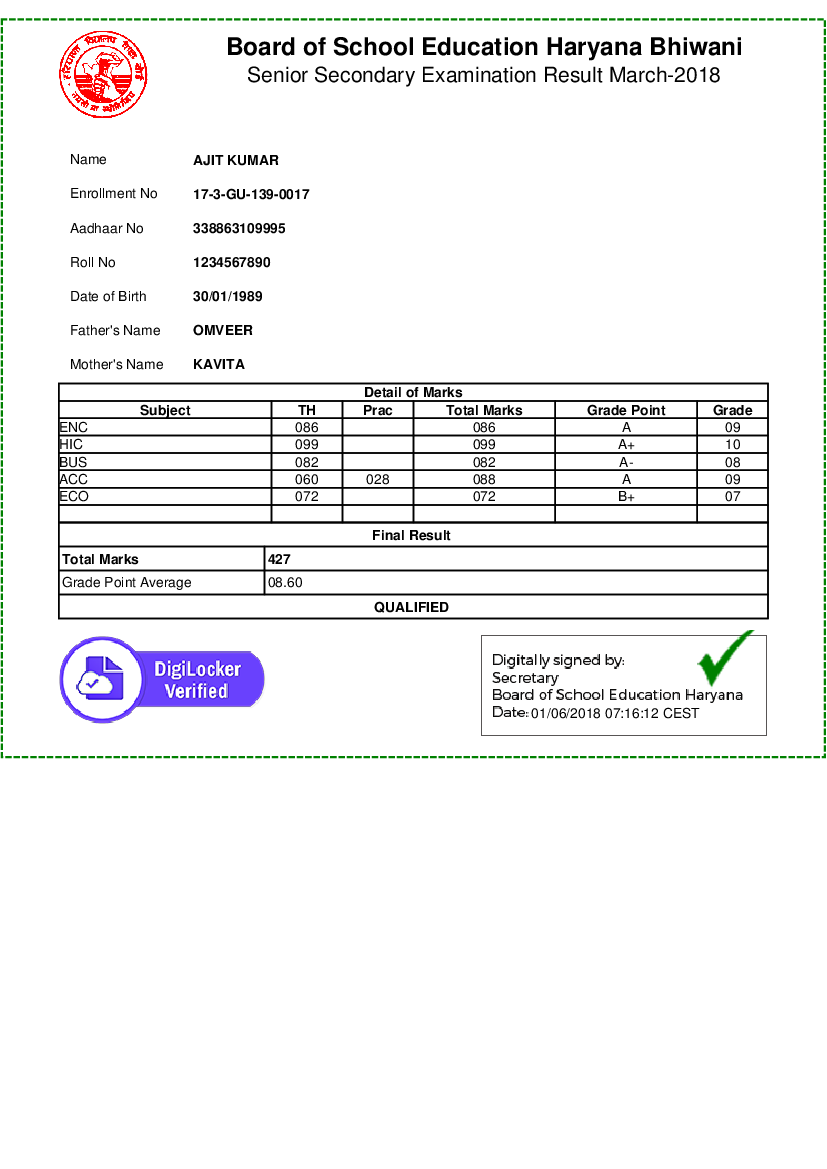 Board of School Education Haryana Bhiwani
Senior Secondary Examination Result March-2018
Name AJIT KUMAR
Enrollment No 17-3-GU-139-0017
Aadhaar No 338863109995
Roll No 1234567890
Date of Birth 30/01/1989
Father's Name OMVEER
Mother's Name KAVITA
Detail of Marks
Subject TH Prac Total Marks Grade Point Grade
ENC 086 086 A 09
HIC 099 099 A+ 10
BUS 082 082 A- 08
ACC 060 028 088 A 09
ECO 072 072 B+ 07
Final Result
Total Marks 427
Grade Point Average 08.60
QUALIFIED
DigiLocker
Verified
Digitally signed by:
Secretary
Board of School Education Haryana
Date: 01/06/2018 07:16:12 CEST